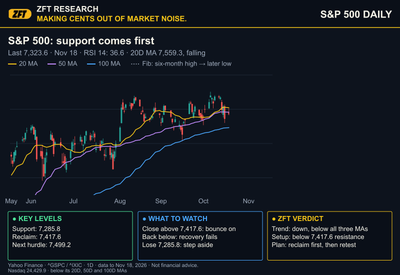 ZFT
ZFT RESEARCH
MAKING CENTS OUT OF MARKET NOISE.
S&P 500 DAILY
S&P 500: support comes first
Last 7,323.6 · Nov 18 · RSI 14: 36.6 · 20D MA 7,559.3, falling
20 MA 50 MA 100 MA Fib: six-month high → later low
May Jun Jul Aug Sep Oct Nov
KEY LEVELS
Support: 7,285.8
Reclaim: 7,417.6
Next hurdle: 7,499.2
WHAT TO WATCH
Close above 7,417.6: bounce on
Back below: recovery fails
Lose 7,285.8: step aside
ZFT VERDICT
Trend: down, below all three MAs
Setup: below 7,417.6 resistance
Plan: reclaim first, then retest
Yahoo Finance · ^GSPC / ^IXIC · 1D · data to Nov 18, 2026 · Not financial advice.
Nasdaq 24,429.9 · below its 20D, 50D and 100D MAs